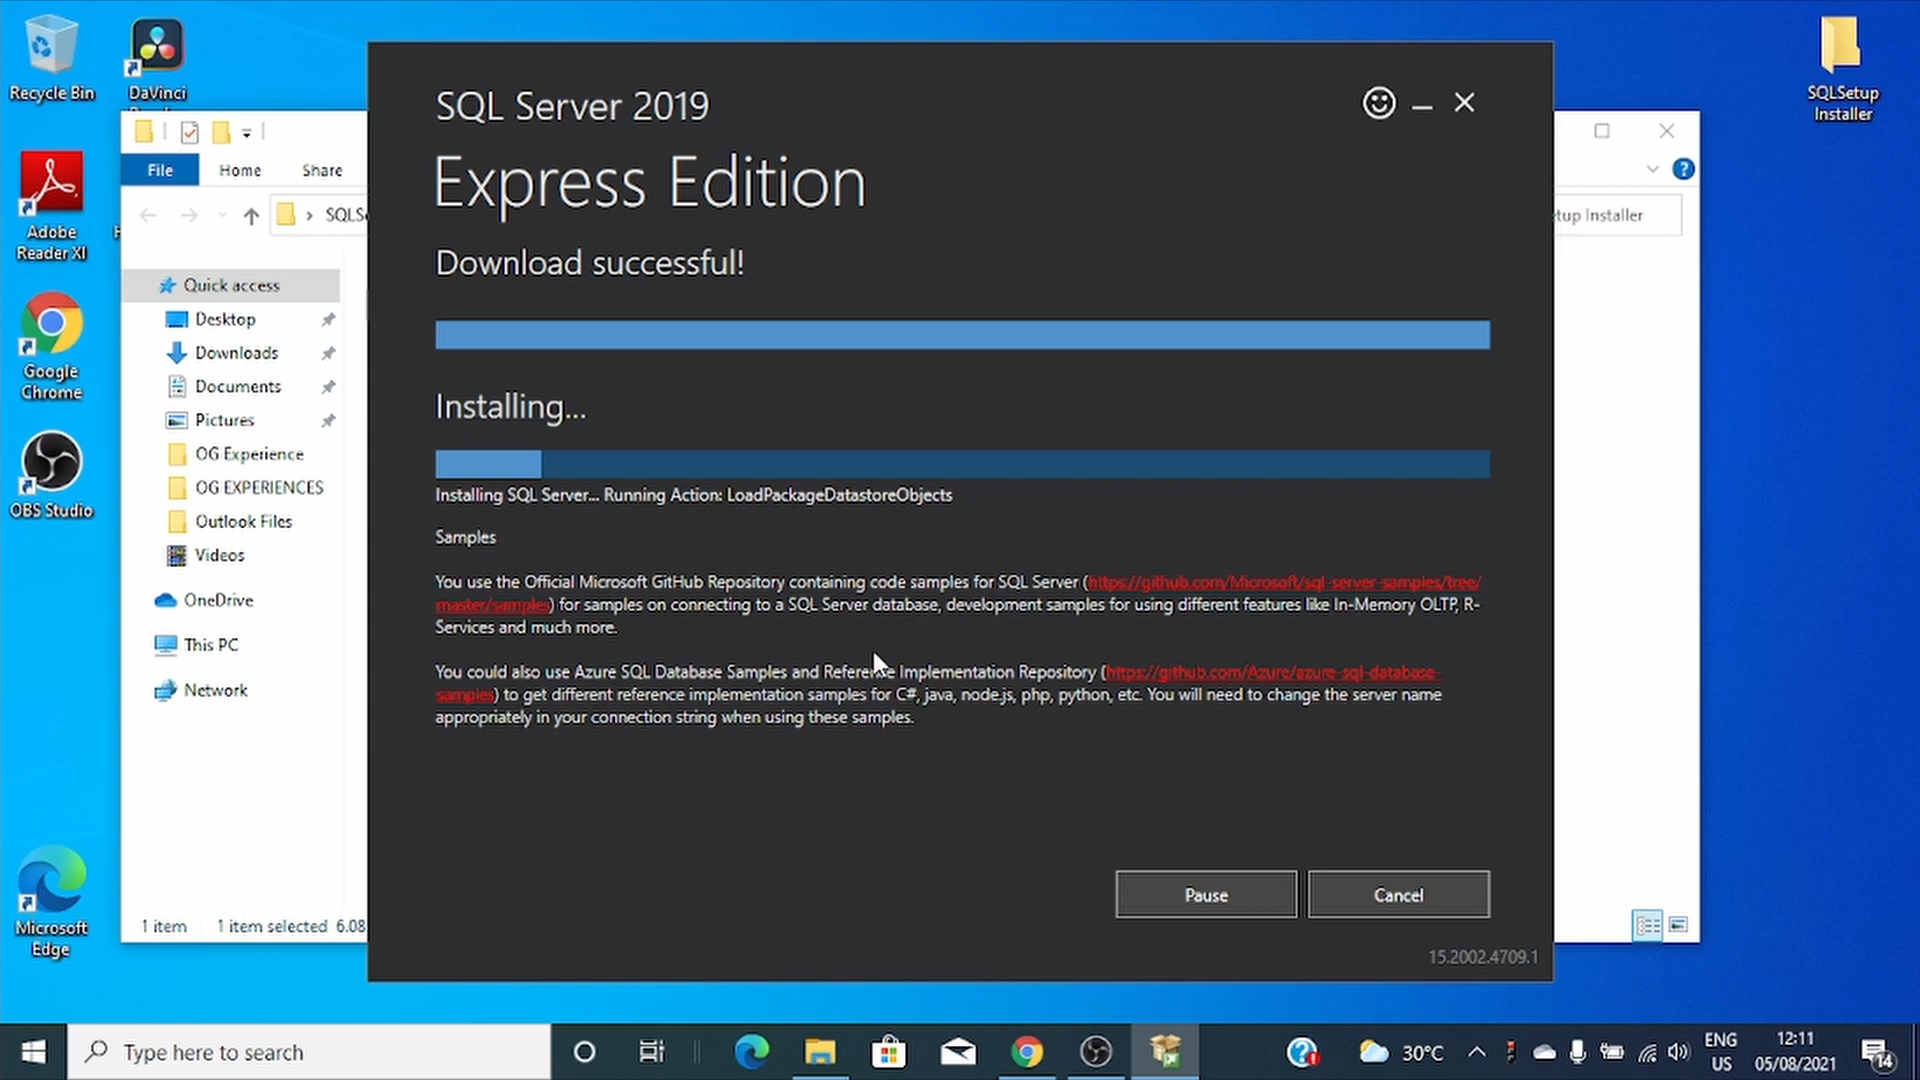 Recycle Bin
DaVinci
SQLSetup
Installer
Adobe
Reader XI
Google
Chrome
OBS Studio
Microsoft
Edge
File
Home
Share
Quick access
Desktop
Downloads
Documents
Pictures
OG Experience
OG EXPERIENCES
Outlook Files
Videos
OneDrive
This PC
Network
1 item
1 item selected 6.08
tup Installer
SQL Server 2019
Express Edition
Download successful!
Installing...
Installing SQL Server... Running Action: LoadPackageDatastoreObjects
Samples
You use the Official Microsoft GitHub Repository containing code samples for SQL Server (https://github.com/Microsoft/sql-server-samples/tree/
master/samples) for samples on connecting to a SQL Server database, development samples for using different features like In-Memory OLTP, R-
Services and much more.
You could also use Azure SQL Database Samples and Reference Implementation Repository (https://github.com/Azure/azure-sql-database-
samples) to get different reference implementation samples for C#, java, node.js, php, python, etc. You will need to change the server name
appropriately in your connection string when using these samples.
Pause
Cancel
15.2002.4709.1
Type here to search
30°C
ENG
US
12:11
05/08/2021
14